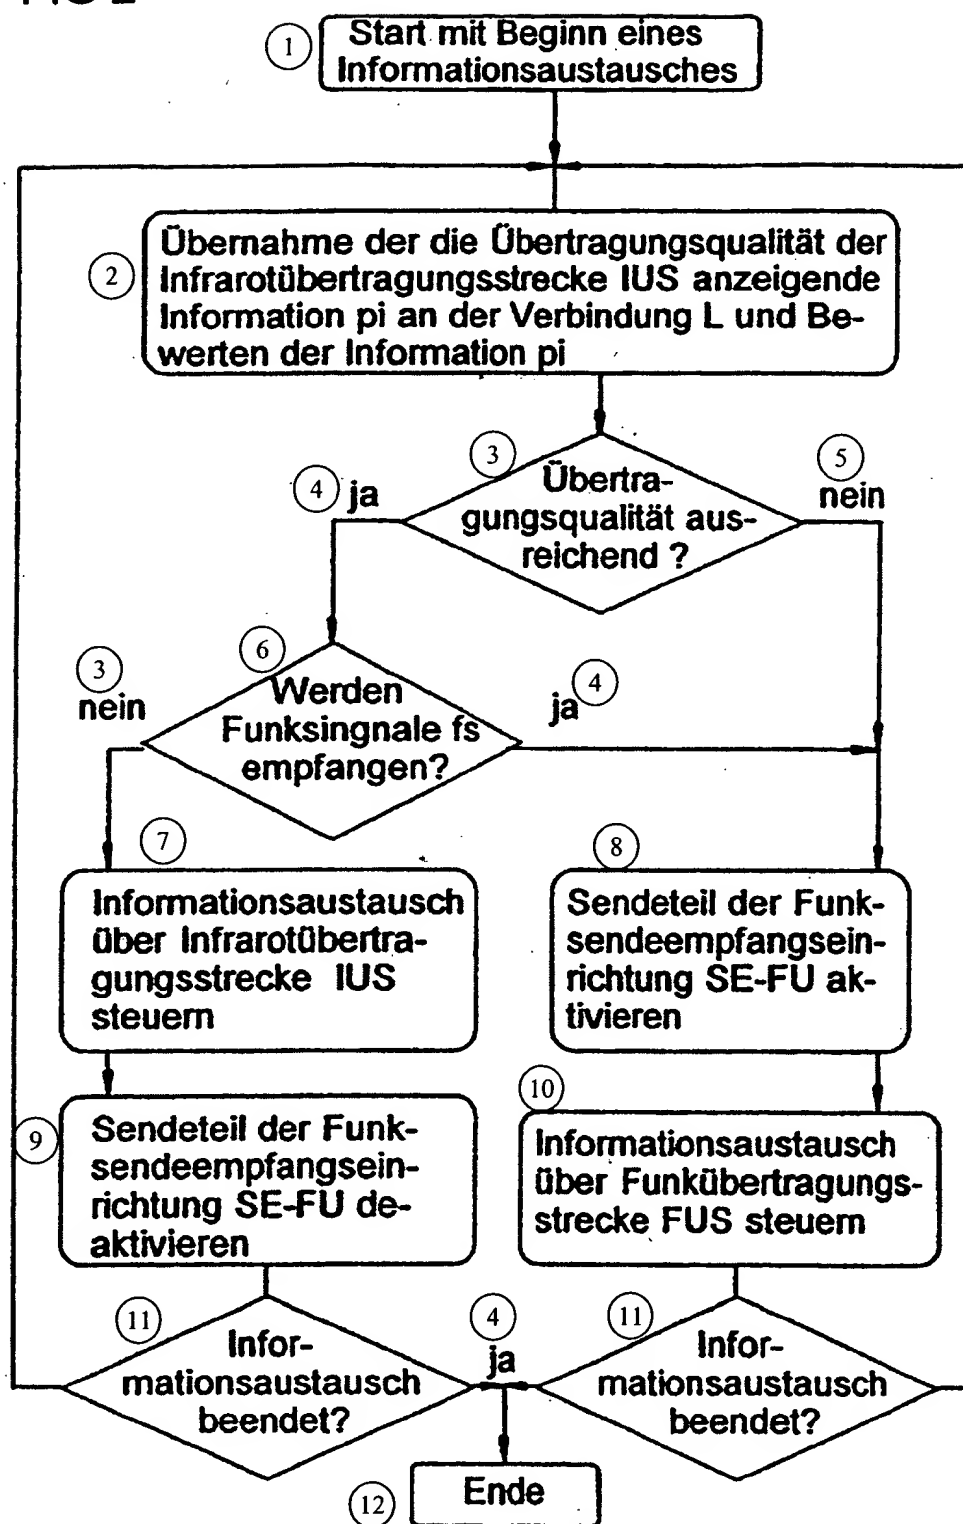 1
Start mit Beginn eines
Informationsaustausches
2
Übernahme der die Übertragungsqualität der
Infrarotübertragungsstrecke IUS anzeigende
Information pi an der Verbindung L und Be-
werten der Information pi
3
Übertra-
gungsqualität aus-
reichend ?
4
ja
5
nein
6
Werden
Funksingnale fs
empfangen?
3
nein
ja
4
7
Informationsaustausch
über Infrarotübertra-
gungsstrecke IUS
steuern
8
Sendeteil der Funk-
sendeempfangsein-
richtung SE-FU ak-
tivieren
9
Sendeteil der Funk-
sendeempfangsein-
richtung SE-FU de-
aktivieren
10
Informationsaustausch
über Funkübertragungs-
strecke FUS steuern
11
Infor-
mationsaustausch
beendet?
4
ja
11
Infor-
mationsaustausch
beendet?
12
Ende